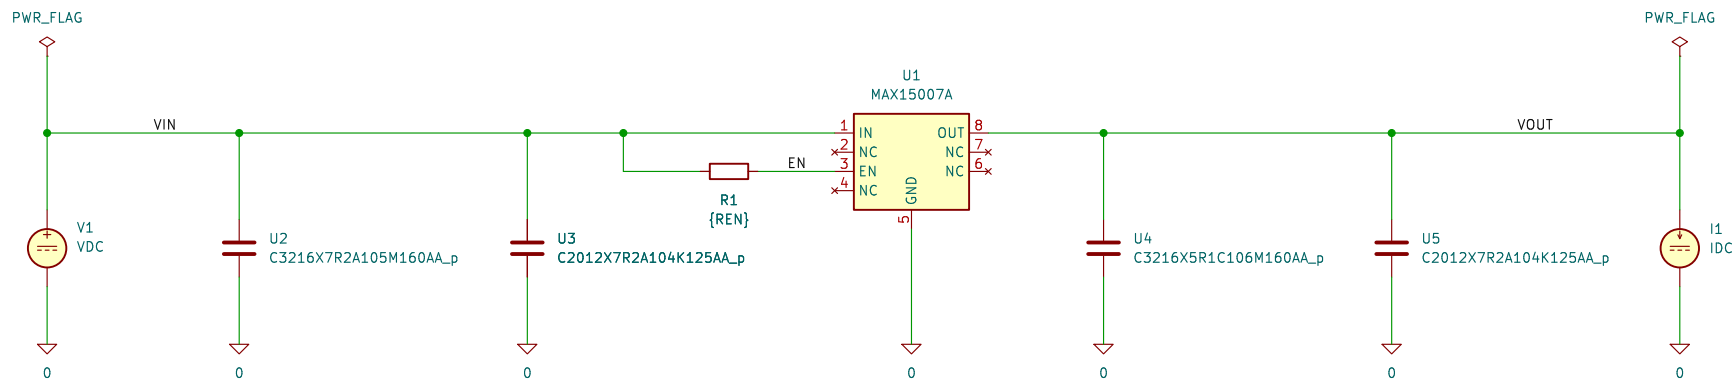 PWR_FLAG
PWR_FLAG
U1
MAX15007A
VIN
1
IN
OUT
8
VOUT
2
NC
NC
7
EN
3
EN
NC
6
4
NC
GND
5
R1
{REN}
V1
VDC
+
U2
C3216X7R2A105M160AA_p
U3
C2012X7R2A104K125AA_p
U4
C3216X5R1C106M160AA_p
U5
C2012X7R2A104K125AA_p
I1
IDC
0
0
0
0
0
0
0